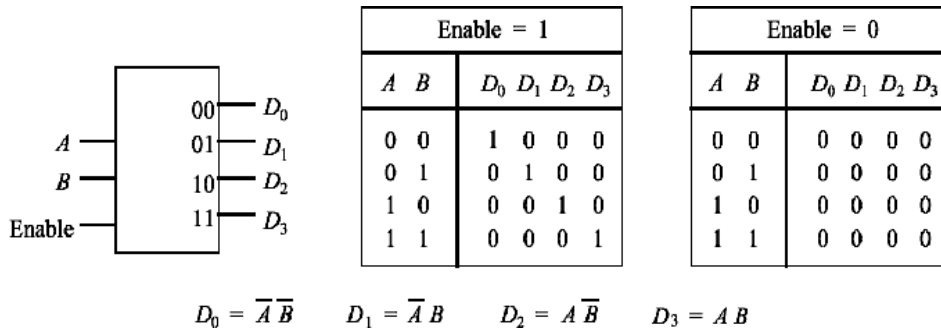 A
B
Enable
00 D₀
01 D₁
10 D₂
11 D₃
Enable = 1
A B D₀ D₁ D₂ D₃
0 0 1 0 0 0
0 1 0 1 0 0
1 0 0 0 1 0
1 1 0 0 0 1
Enable = 0
A B D₀ D₁ D₂ D₃
0 0 0 0 0 0
0 1 0 0 0 0
1 0 0 0 0 0
1 1 0 0 0 0
D₀ = A̅ B̅ D₁ = A̅ B D₂ = A B̅ D₃ = A B